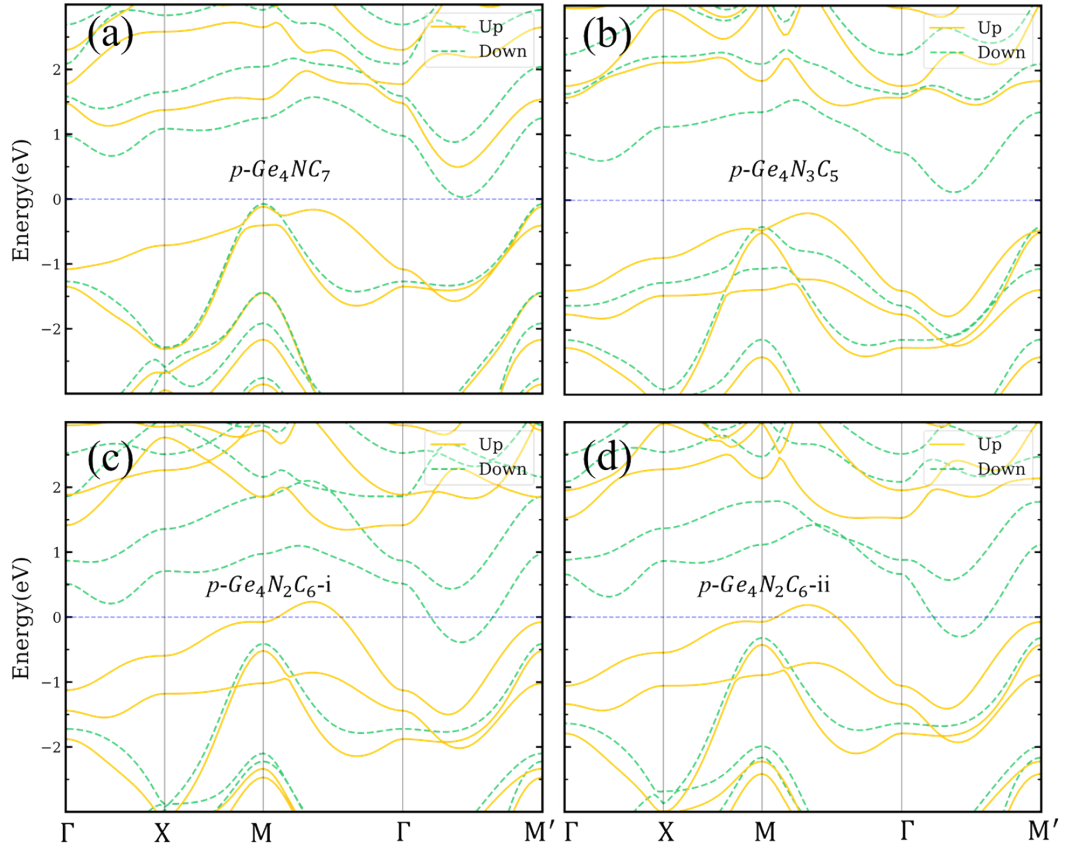 (a)
Up
Down
p-Ge₄NC₇
Energy(eV)
2
1
0
−1
−2
(b)
Up
Down
p-Ge₄N₃C₅
(c)
Up
Down
p-Ge₄N₂C₆-i
Energy(eV)
2
1
0
−1
−2
Γ X M Γ M′
(d)
Up
Down
p-Ge₄N₂C₆-ii
Γ X M Γ M′